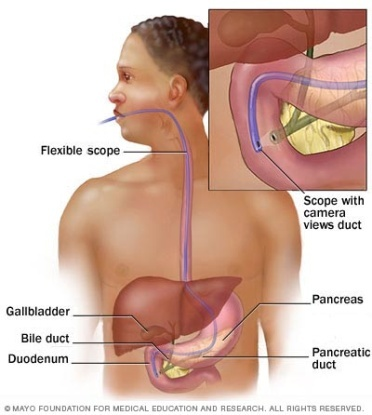 Flexible scope
Scope with
camera
views duct
Gallbladder
Bile duct
Duodenum
Pancreas
Pancreatic
duct
© MAYO FOUNDATION FOR MEDICAL EDUCATION AND RESEARCH. ALL RIGHTS RESERVED.